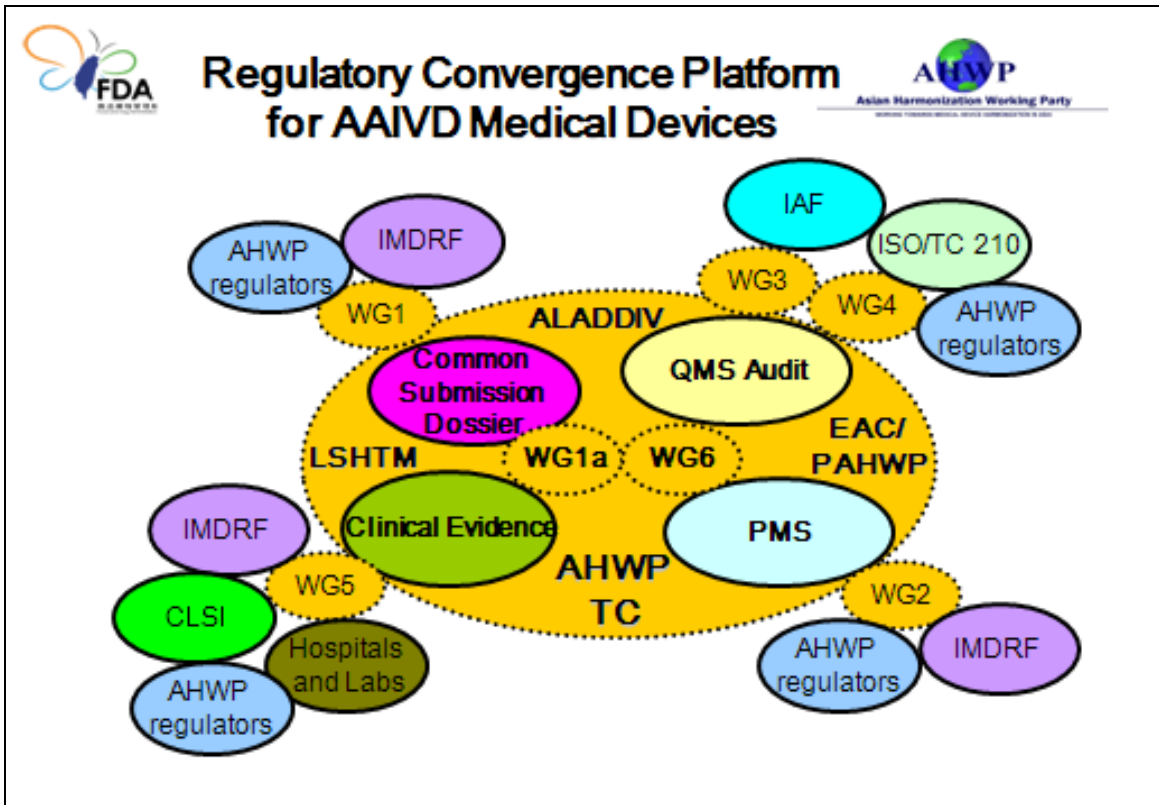 FDA
Regulatory Convergence Platform
for AAIVD Medical Devices
AHWP
Asian Harmonization Working Party
IAF
IMDRF
AHWP
regulators
ISO/TC 210
WG3
WG1
WG4
AHWP
regulators
ALADDIV
Common
Submission
Dossier
QMS Audit
EAC/
PAHWP
LSHTM
WG1a
WG6
IMDRF
Clinical Evidence
PMS
WG5
AHWP
TC
WG2
CLSI
Hospitals
and Labs
AHWP
regulators
AHWP
regulators
IMDRF